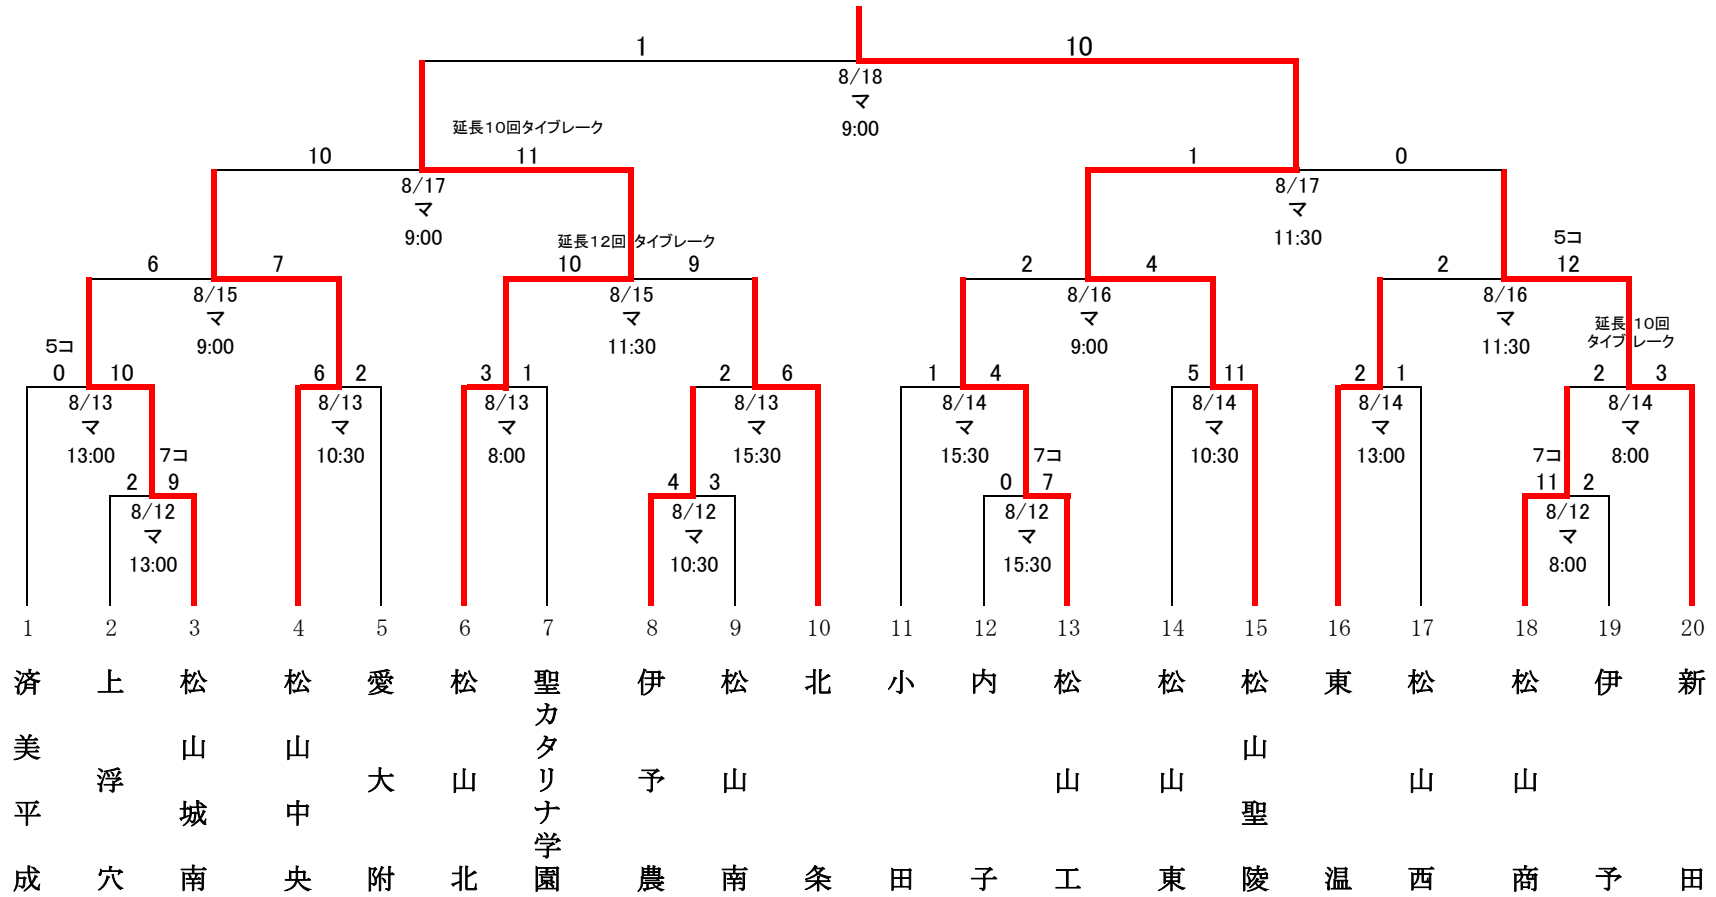 1 10
8/18
マ
9:00
延長10回タイブレーク
10 11 1 0
8/17 8/17
マ マ
9:00 11:30
延長12回 タイブレーク 5コ
6 7 10 9 2 4 2 12
8/15 8/15 8/16 8/16
マ マ マ マ
9:00 11:30 9:00 11:30
延長 10回
タイブレーク
5コ
0 10 6 2 3 1 2 6 1 4 5 11 2 1 2 3
8/13 8/13 8/13 8/13 8/14 8/14 8/14 8/14
マ マ マ マ マ マ マ マ
13:00 10:30 8:00 15:30 15:30 10:30 13:00 8:00
7コ 7コ 7コ
2 9 4 3 0 7 11 2
8/12 8/12 8/12 8/12
マ マ マ マ
13:00 10:30 15:30 8:00
1 2 3 4 5 6 7 8 9 10 11 12 13 14 15 16 17 18 19 20
済美平成
上浮穴
松山城南
松山中央
愛大附
松山北
聖カタリナ学園
伊予農
松山南
北条
小田
内子
松山工
松山東
松山聖陵
東温
松山西
松山商
伊予
新田